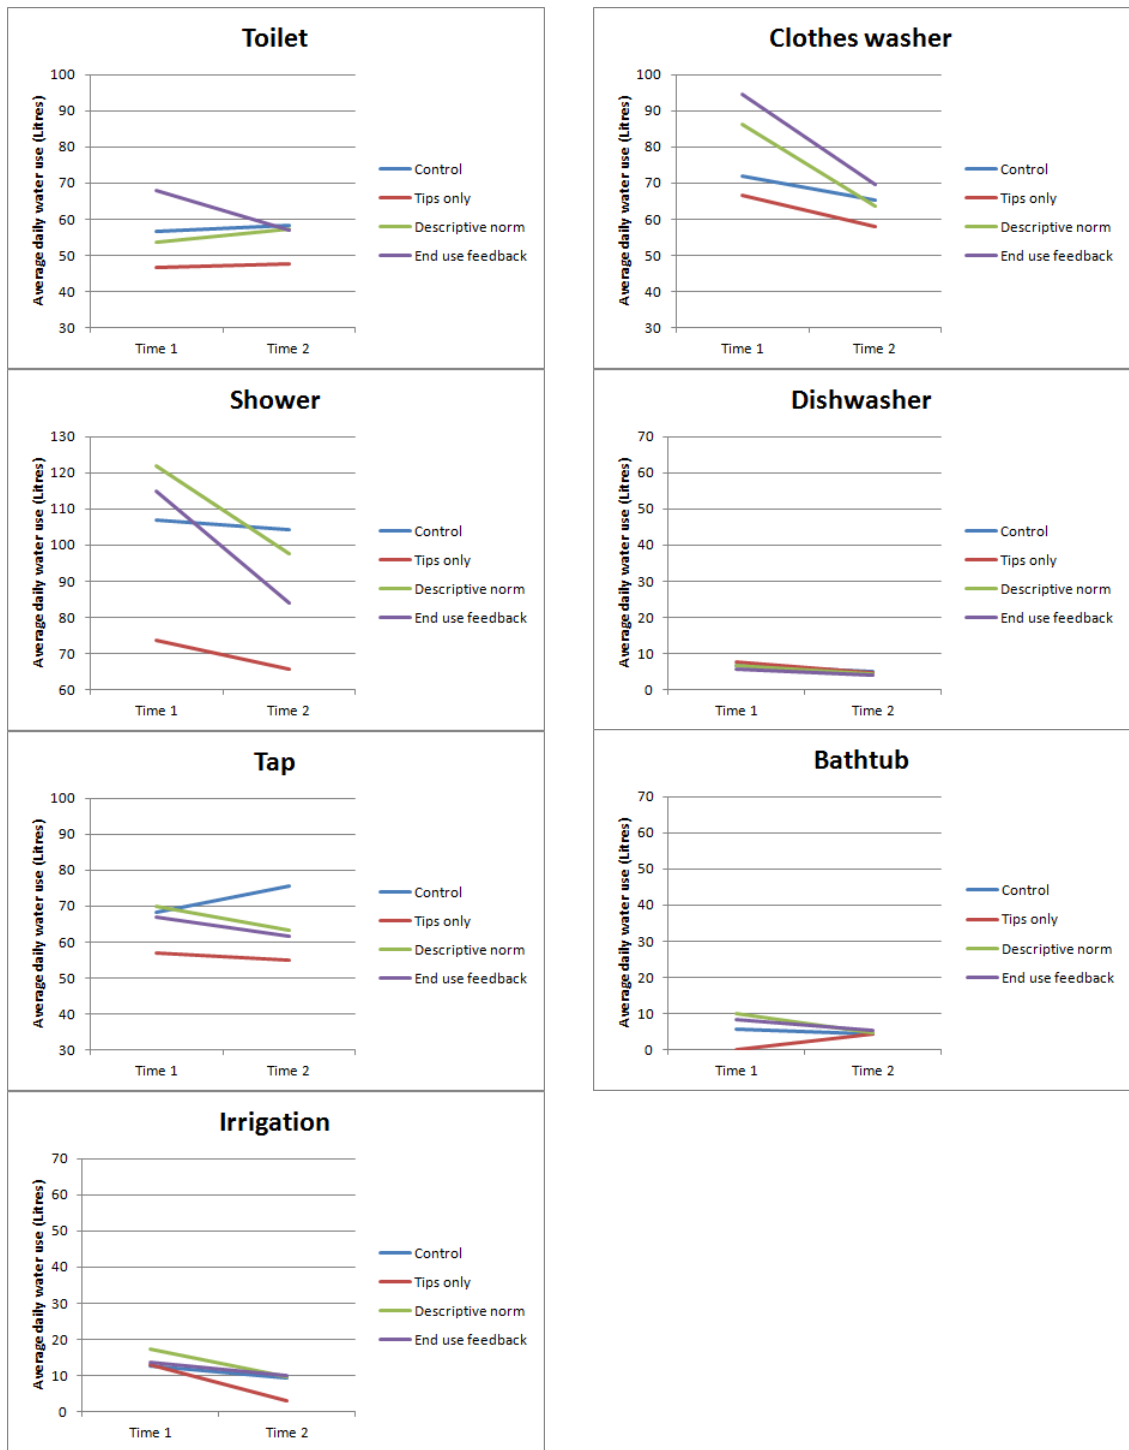 Toilet
Average daily water use (Litres)
100
90
80
70
60
50
40
30
Time 1 Time 2
Control
Tips only
Descriptive norm
End use feedback
Clothes washer
Average daily water use (Litres)
100
90
80
70
60
50
40
30
Time 1 Time 2
Control
Tips only
Descriptive norm
End use feedback
Shower
Average daily water use (Litres)
130
120
110
100
90
80
70
60
Time 1 Time 2
Control
Tips only
Descriptive norm
End use feedback
Dishwasher
Average daily water use (Litres)
70
60
50
40
30
20
10
0
Time 1 Time 2
Control
Tips only
Descriptive norm
End use feedback
Tap
Average daily water use (Litres)
100
90
80
70
60
50
40
30
Time 1 Time 2
Control
Tips only
Descriptive norm
End use feedback
Bathtub
Average daily water use (Litres)
70
60
50
40
30
20
10
0
Time 1 Time 2
Control
Tips only
Descriptive norm
End use feedback
Irrigation
Average daily water use (Litres)
70
60
50
40
30
20
10
0
Time 1 Time 2
Control
Tips only
Descriptive norm
End use feedback